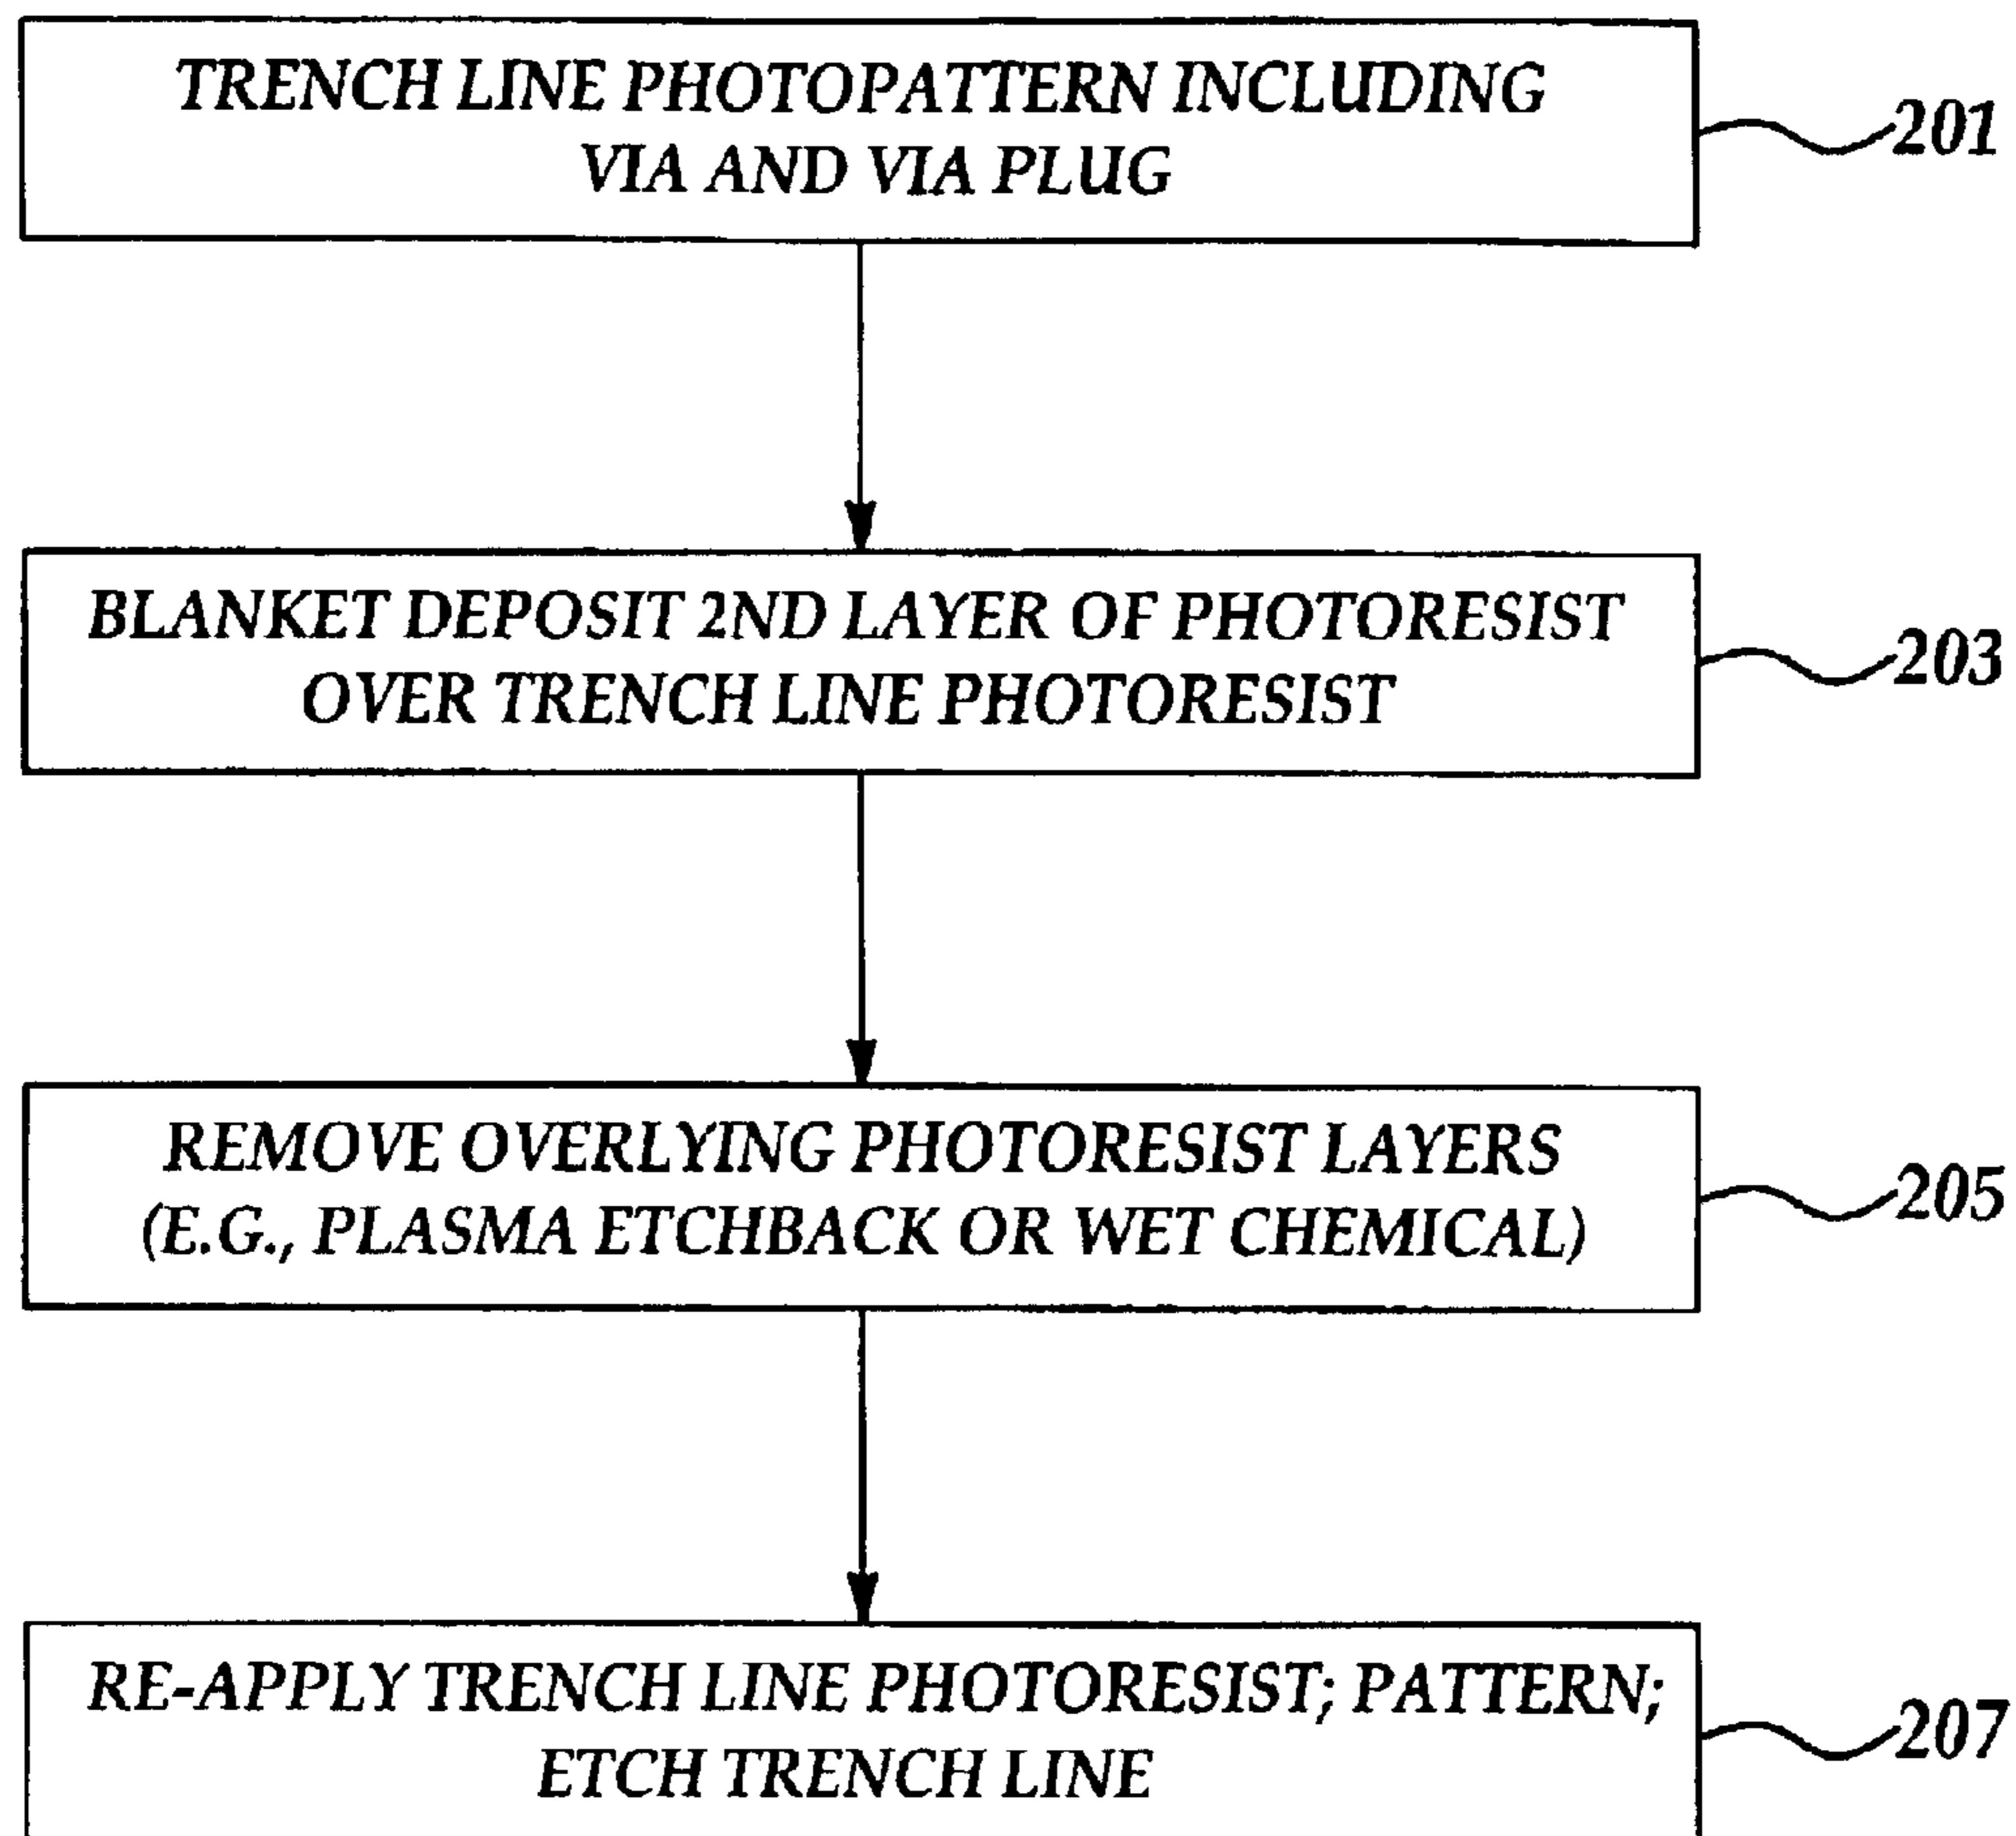 TRENCH LINE PHOTOPATTERN INCLUDING
VIA AND VIA PLUG
201
BLANKET DEPOSIT 2ND LAYER OF PHOTORESIST
OVER TRENCH LINE PHOTORESIST
203
REMOVE OVERLYING PHOTORESIST LAYERS
(E.G., PLASMA ETCHBACK OR WET CHEMICAL)
205
RE-APPLY TRENCH LINE PHOTORESIST; PATTERN;
ETCH TRENCH LINE
207